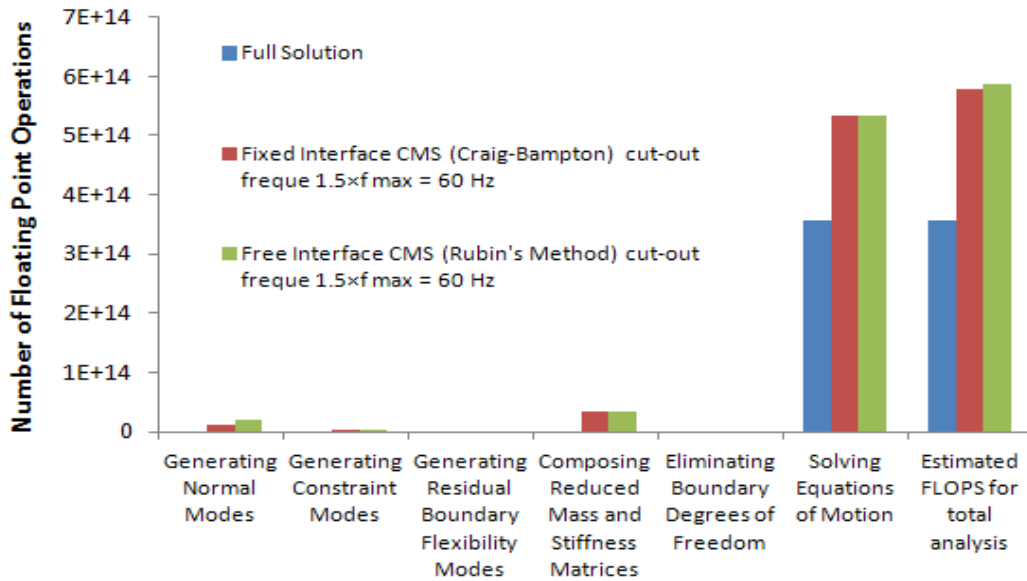 Number of Floating Point Operations
7E+14
6E+14
5E+14
4E+14
3E+14
2E+14
1E+14
0
Full Solution
Fixed Interface CMS (Craig-Bampton) cut-out
freque 1.5×f max = 60 Hz
Free Interface CMS (Rubin's Method) cut-out
freque 1.5×f max = 60 Hz
Generating
Normal
Modes
Generating
Constraint
Modes
Generating
Residual
Boundary
Flexibility
Modes
Composing
Reduced
Mass and
Stiffness
Matrices
Eliminating
Boundary
Degrees of
Freedom
Solving
Equations
of Motion
Estimated
FLOPS for
total
analysis